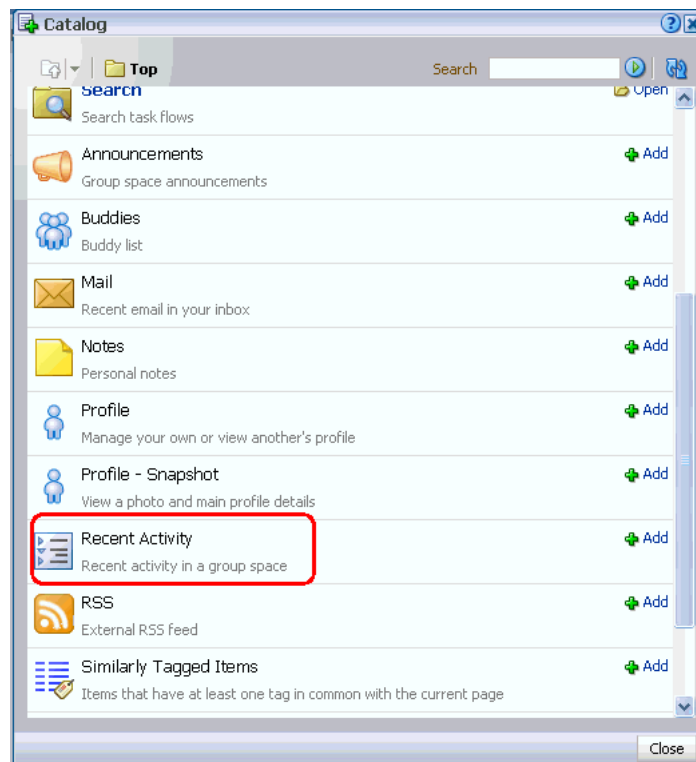 Catalog
Top
Search
Search
Open
Search task flows
Announcements
Add
Group space announcements
Buddies
Add
Buddy list
Mail
Add
Recent email in your inbox
Notes
Add
Personal notes
Profile
Add
Manage your own or view another's profile
Profile - Snapshot
Add
View a photo and main profile details
Recent Activity
Add
Recent activity in a group space
RSS
Add
External RSS feed
Similarly Tagged Items
Add
Items that have at least one tag in common with the current page
Close